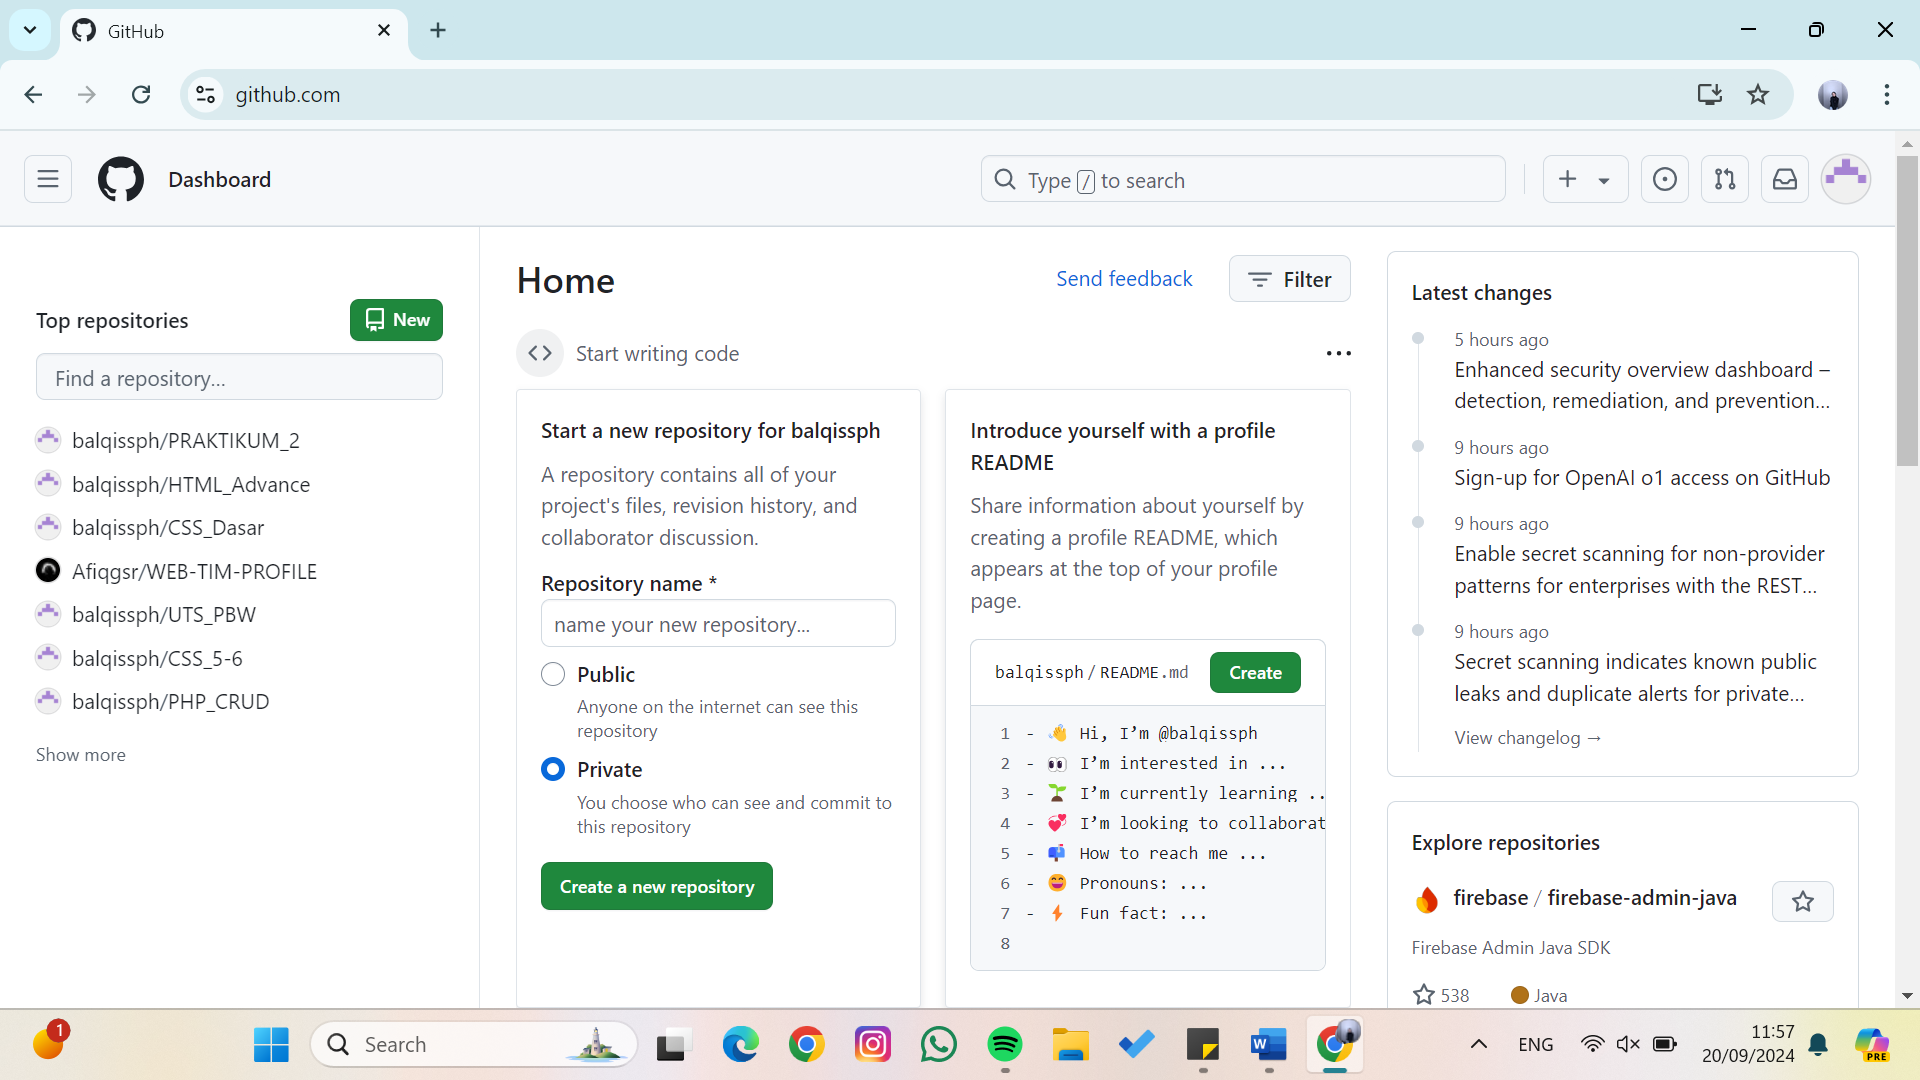 GitHub
github.com
Dashboard
Type / to search
Top repositories
New
Find a repository...
balqissph/PRAKTIKUM_2
balqissph/HTML_Advance
balqissph/CSS_Dasar
Afiqgsr/WEB-TIM-PROFILE
balqissph/UTS_PBW
balqissph/CSS_5-6
balqissph/PHP_CRUD
Show more
Home
Send feedback
Filter
Start writing code
Start a new repository for balqissph
A repository contains all of your
project's files, revision history, and
collaborator discussion.
Repository name *
name your new repository...
Public
Anyone on the internet can see this
repository
Private
You choose who can see and commit to
this repository
Create a new repository
Introduce yourself with a profile
README
Share information about yourself by
creating a profile README, which
appears at the top of your profile
page.
balqissph / README.md
Create
1 - 👋 Hi, I’m @balqissph
2 - 👀 I’m interested in ...
3 - 🌱 I’m currently learning ..
4 - 💞️ I’m looking to collaborat
5 - 📫 How to reach me ...
6 - 😄 Pronouns: ...
7 - ⚡ Fun fact: ...
8
Latest changes
5 hours ago
Enhanced security overview dashboard –
detection, remediation, and prevention...
9 hours ago
Sign-up for OpenAI o1 access on GitHub
9 hours ago
Enable secret scanning for non-provider
patterns for enterprises with the REST...
9 hours ago
Secret scanning indicates known public
leaks and duplicate alerts for private...
View changelog →
Explore repositories
firebase / firebase-admin-java
Firebase Admin Java SDK
538
Java
1
Search
W
ENG
11:57
20/09/2024
PRE